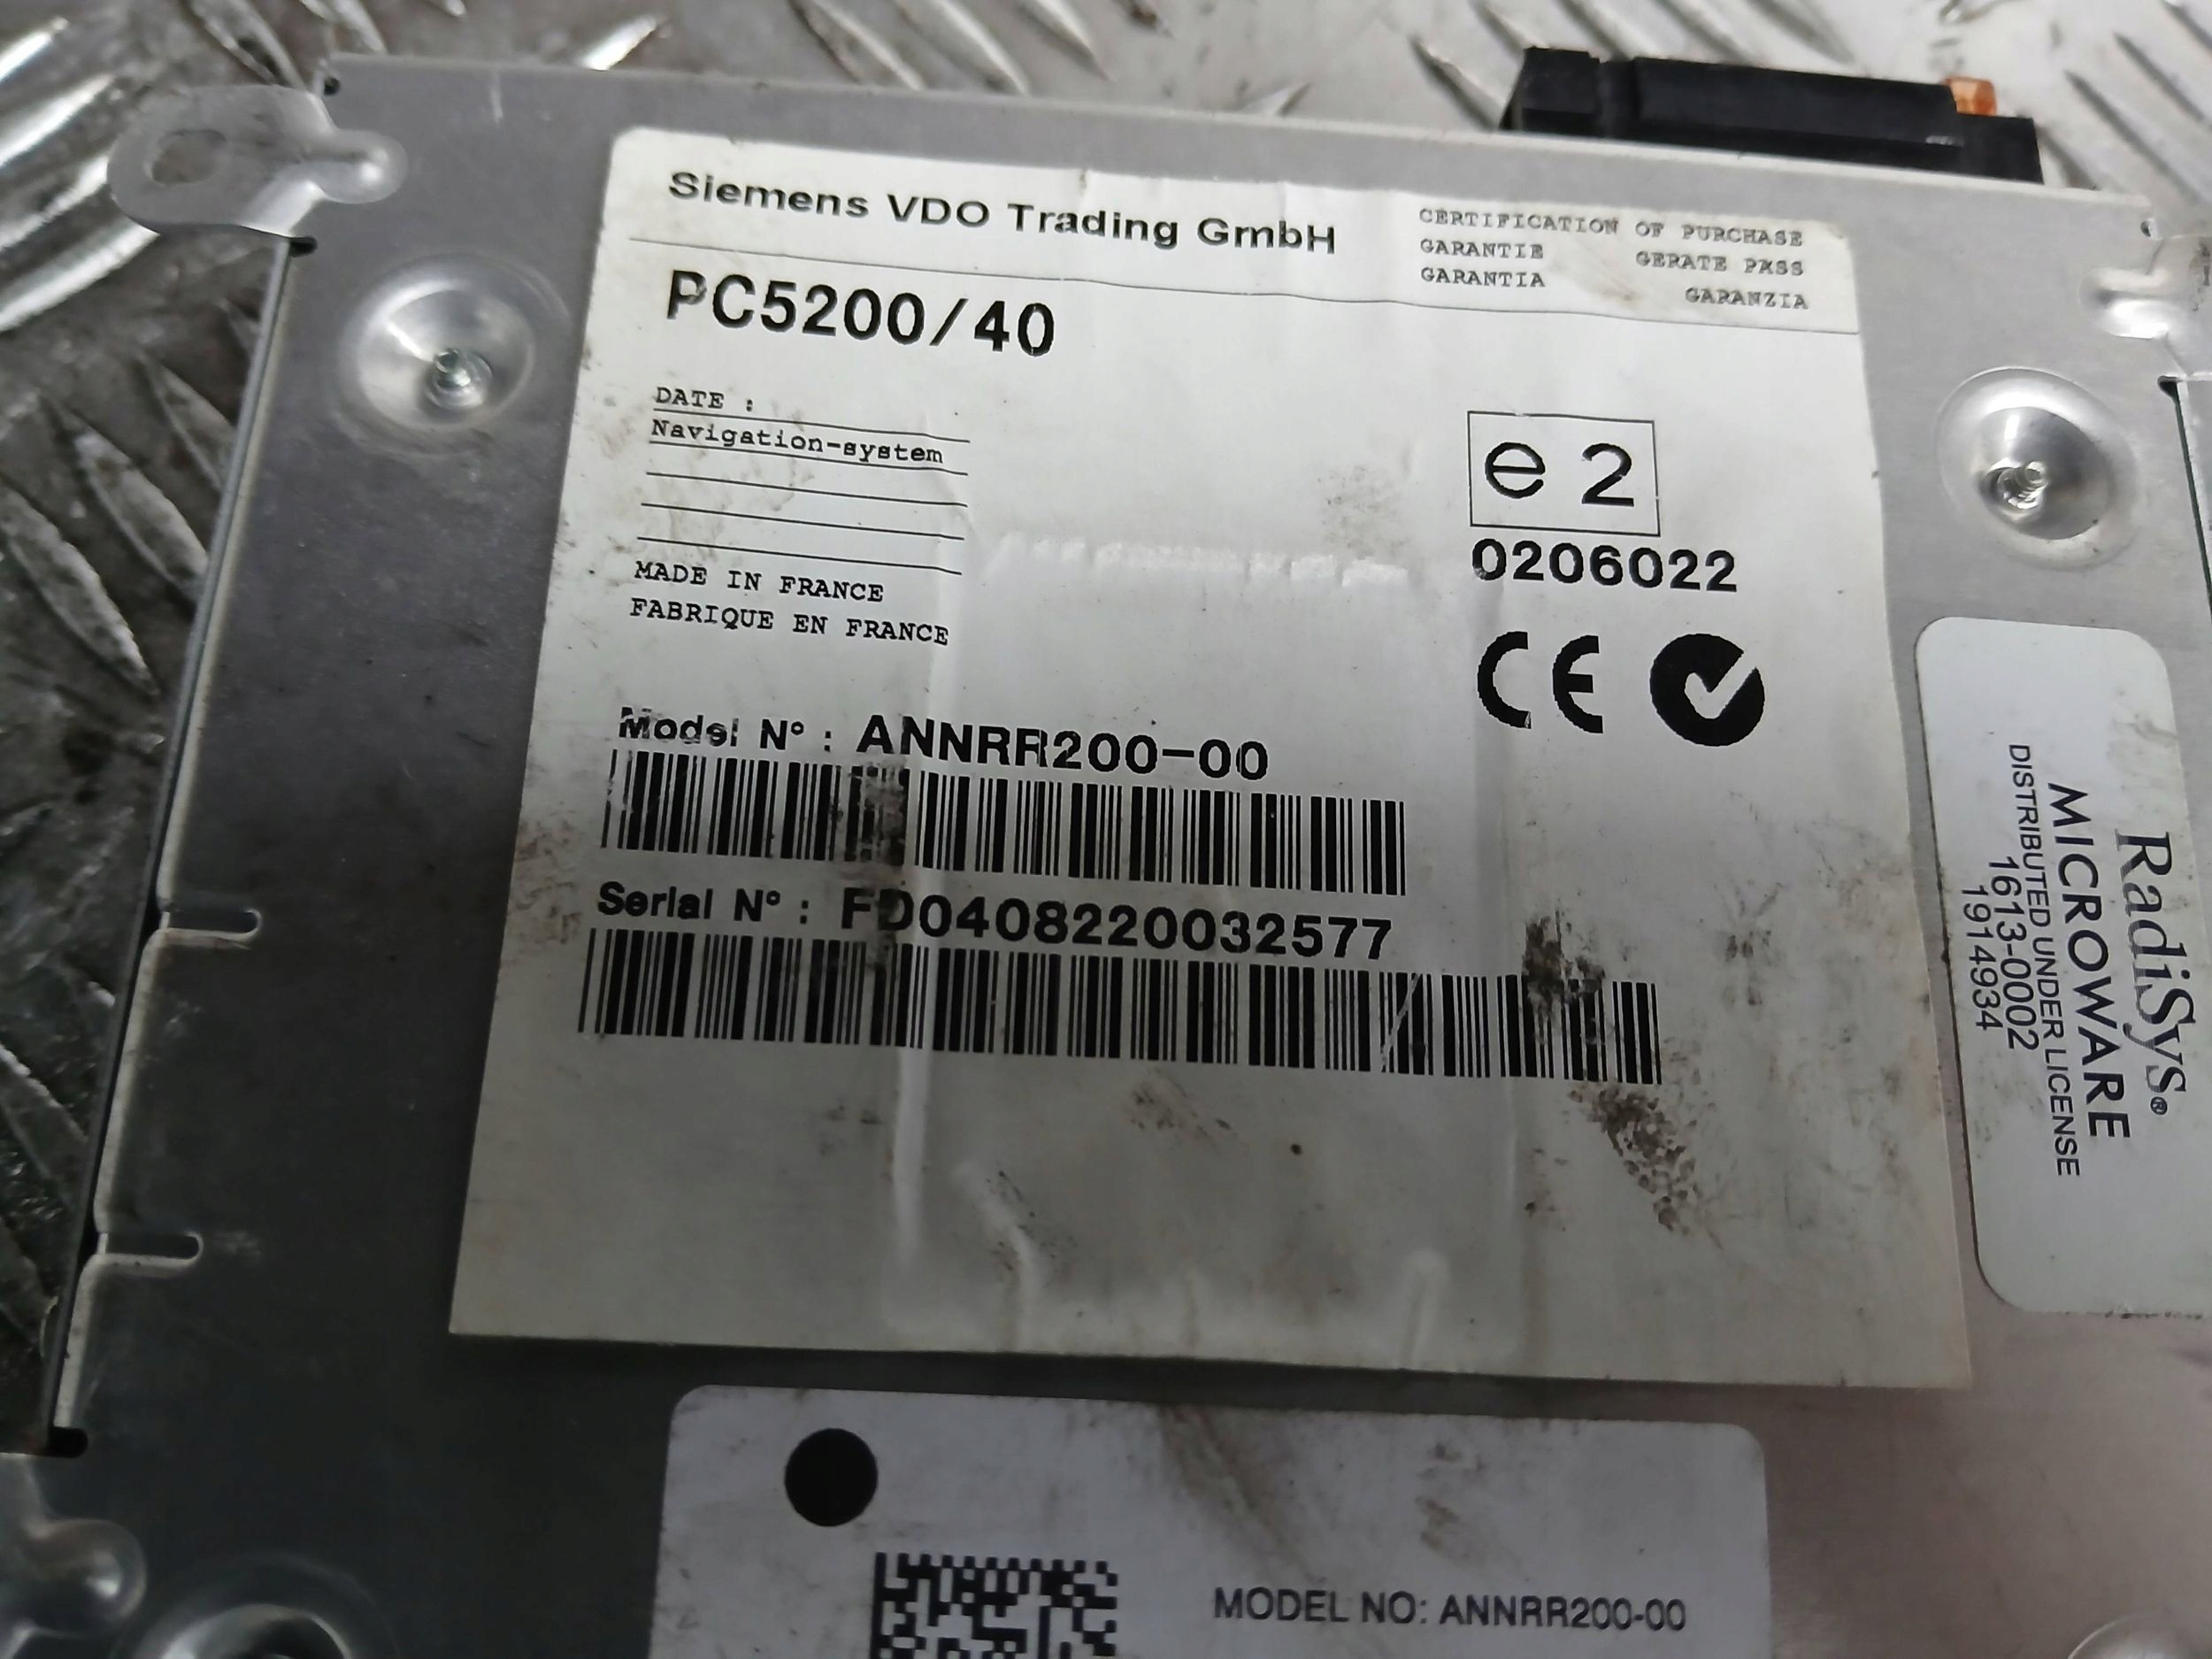 Siemens VDO Trading GmbH
CERTIFICATION OF PURCHASE
GARANTIE GERATE PASS
GARANTIA GARANZIA
PC5200/40
DATE :
Navigation-system
MADE IN FRANCE
FABRIQUE EN FRANCE
e2
0206022
CE
Model N° : ANNRR200-00
Serial N° : FD0408220032577
RadiSys®
MICROWARE
DISTRIBUTED UNDER LICENSE
1613-0002
1914934
MODEL NO: ANNRR200-00